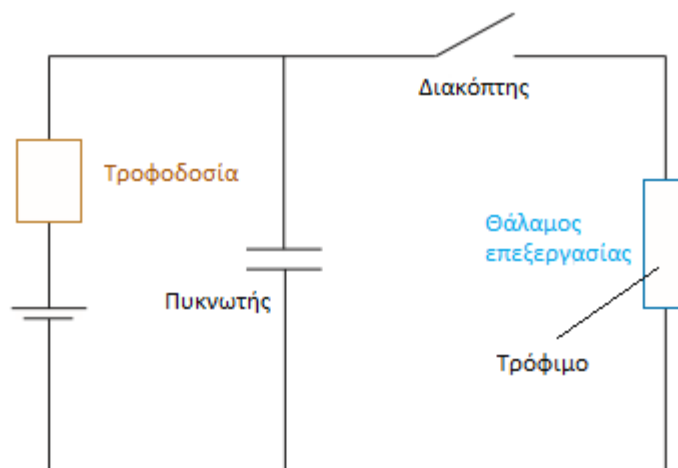 Διακόπτης
Τροφοδοσία
Θάλαμος
επεξεργασίας
Πυκνωτής
Τρόφιμο